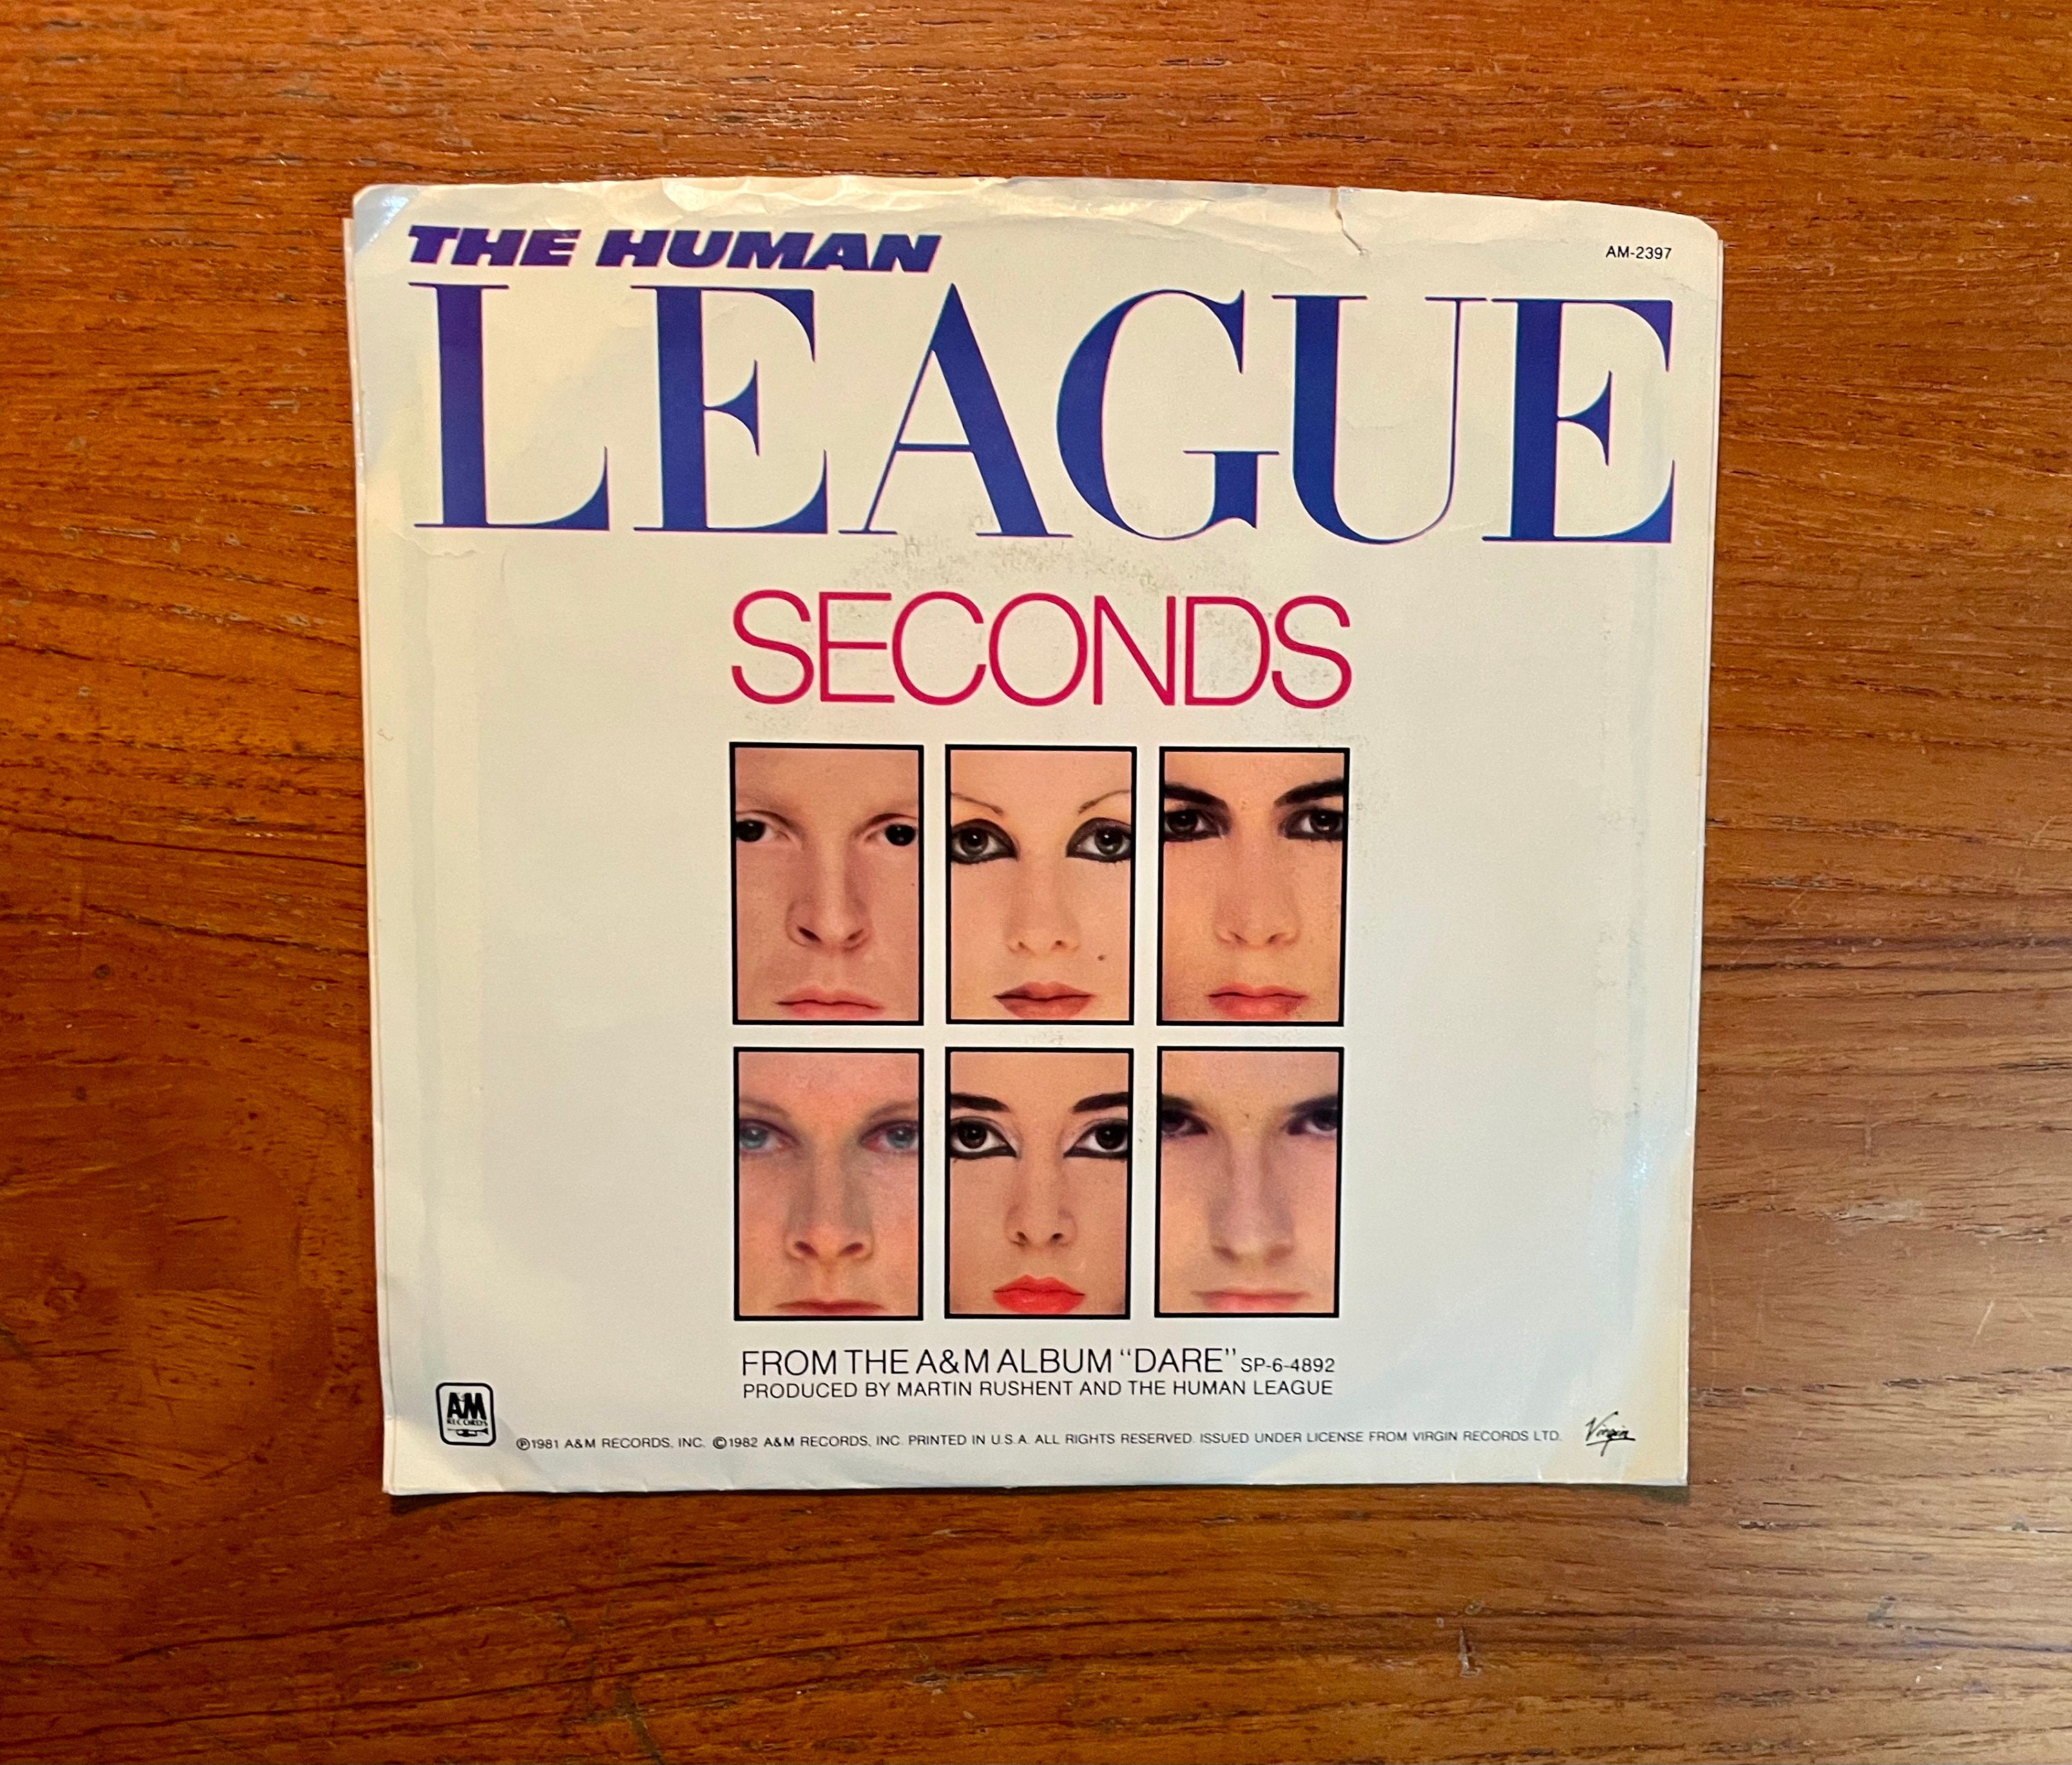 THE HUMAN
AM-2397
LEAGUE
SECONDS
FROM THE A&M ALBUM “DARE” SP-6-4892
PRODUCED BY MARTIN RUSHENT AND THE HUMAN LEAGUE
AM
RECORDS
℗1981 A&M RECORDS, INC. ©1982 A&M RECORDS, INC. PRINTED IN U.S.A. ALL RIGHTS RESERVED. ISSUED UNDER LICENSE FROM VIRGIN RECORDS LTD.
Virgin